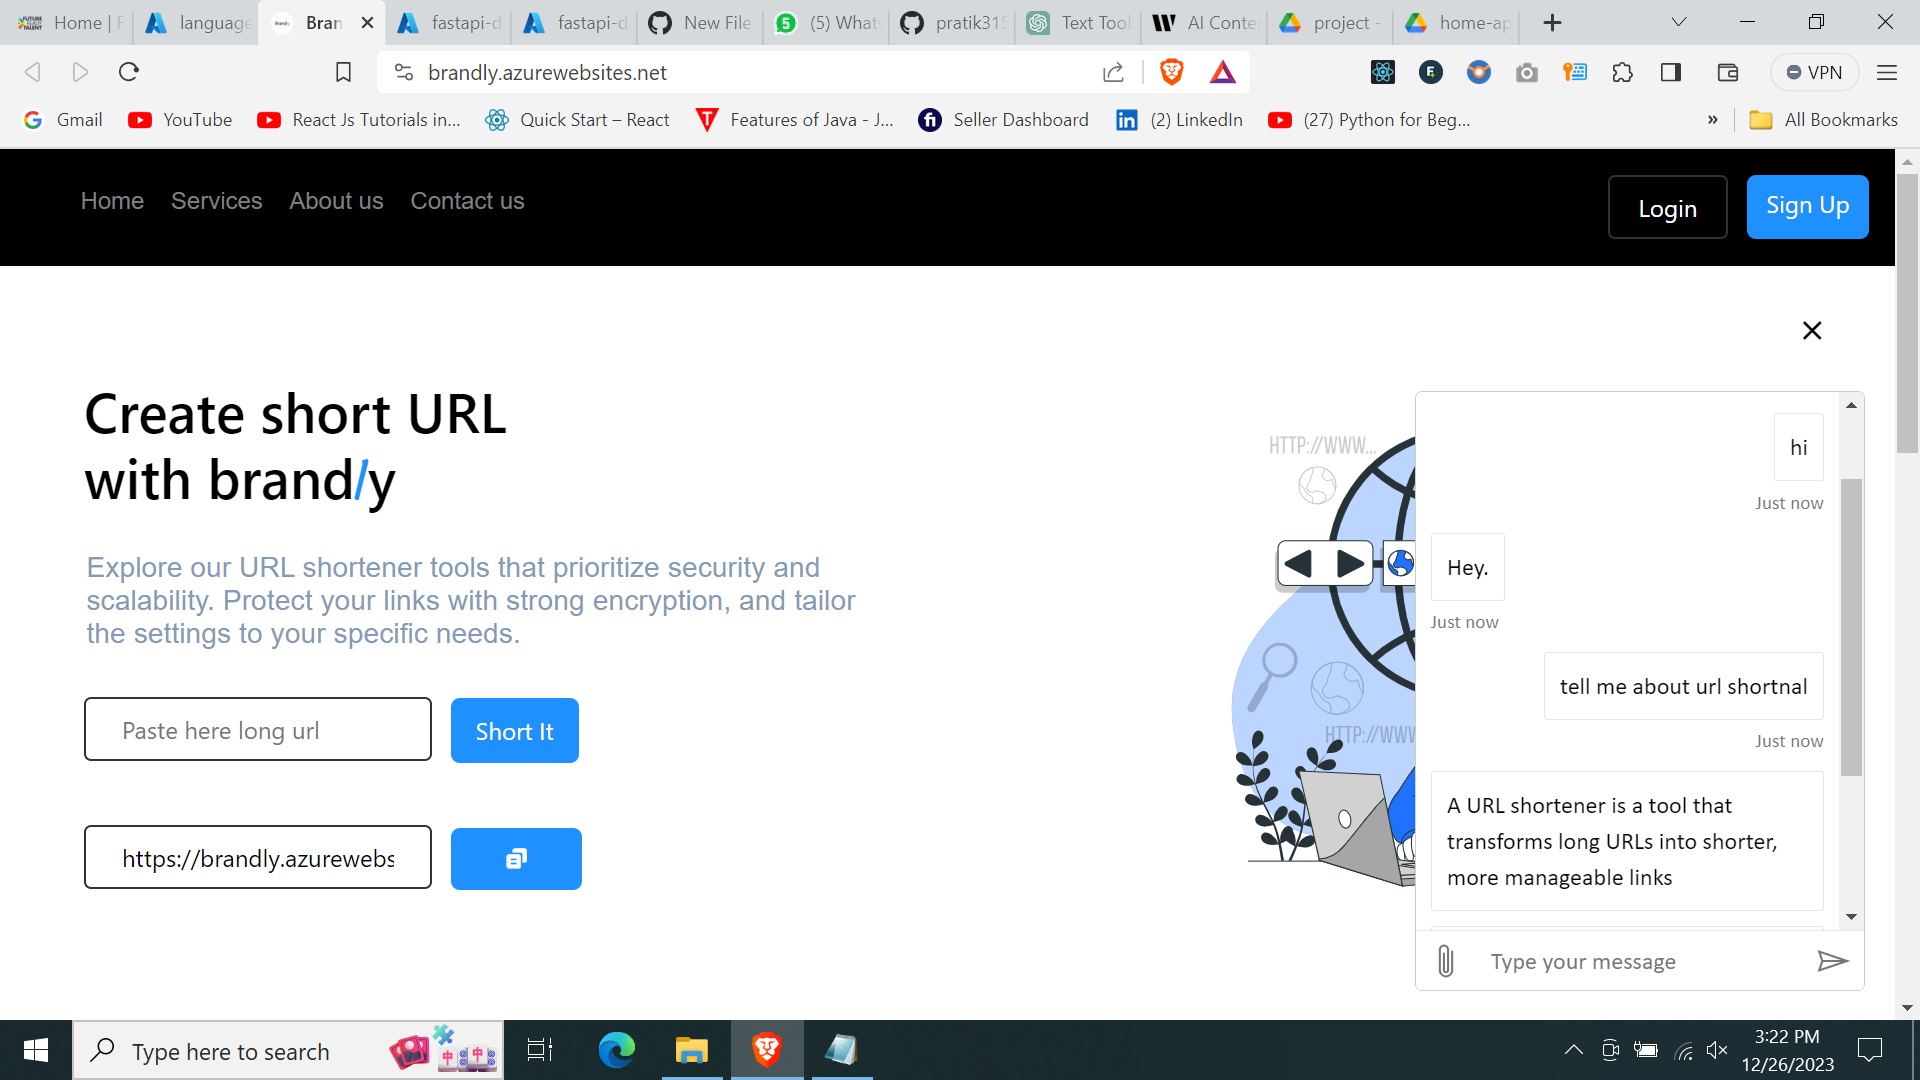 Home | F
language
Bran
fastapi-d
fastapi-d
New File
(5) Whats
pratik315
Text Tool
AI Conter
project -
home-ap
brandly.azurewebsites.net
VPN
Gmail
YouTube
React Js Tutorials in...
Quick Start – React
Features of Java - J...
Seller Dashboard
(2) LinkedIn
(27) Python for Beg...
»
All Bookmarks
Home
Services
About us
Contact us
Login
Sign Up
Create short URL
with brandly
Explore our URL shortener tools that prioritize security and
scalability. Protect your links with strong encryption, and tailor
the settings to your specific needs.
Paste here long url
Short It
https://brandly.azurewebs
HTTP://WWW...
HTTP://WWW
hi
Just now
Hey.
Just now
tell me about url shortnal
Just now
A URL shortener is a tool that
transforms long URLs into shorter,
more manageable links
Type your message
Type here to search
3:22 PM
12/26/2023